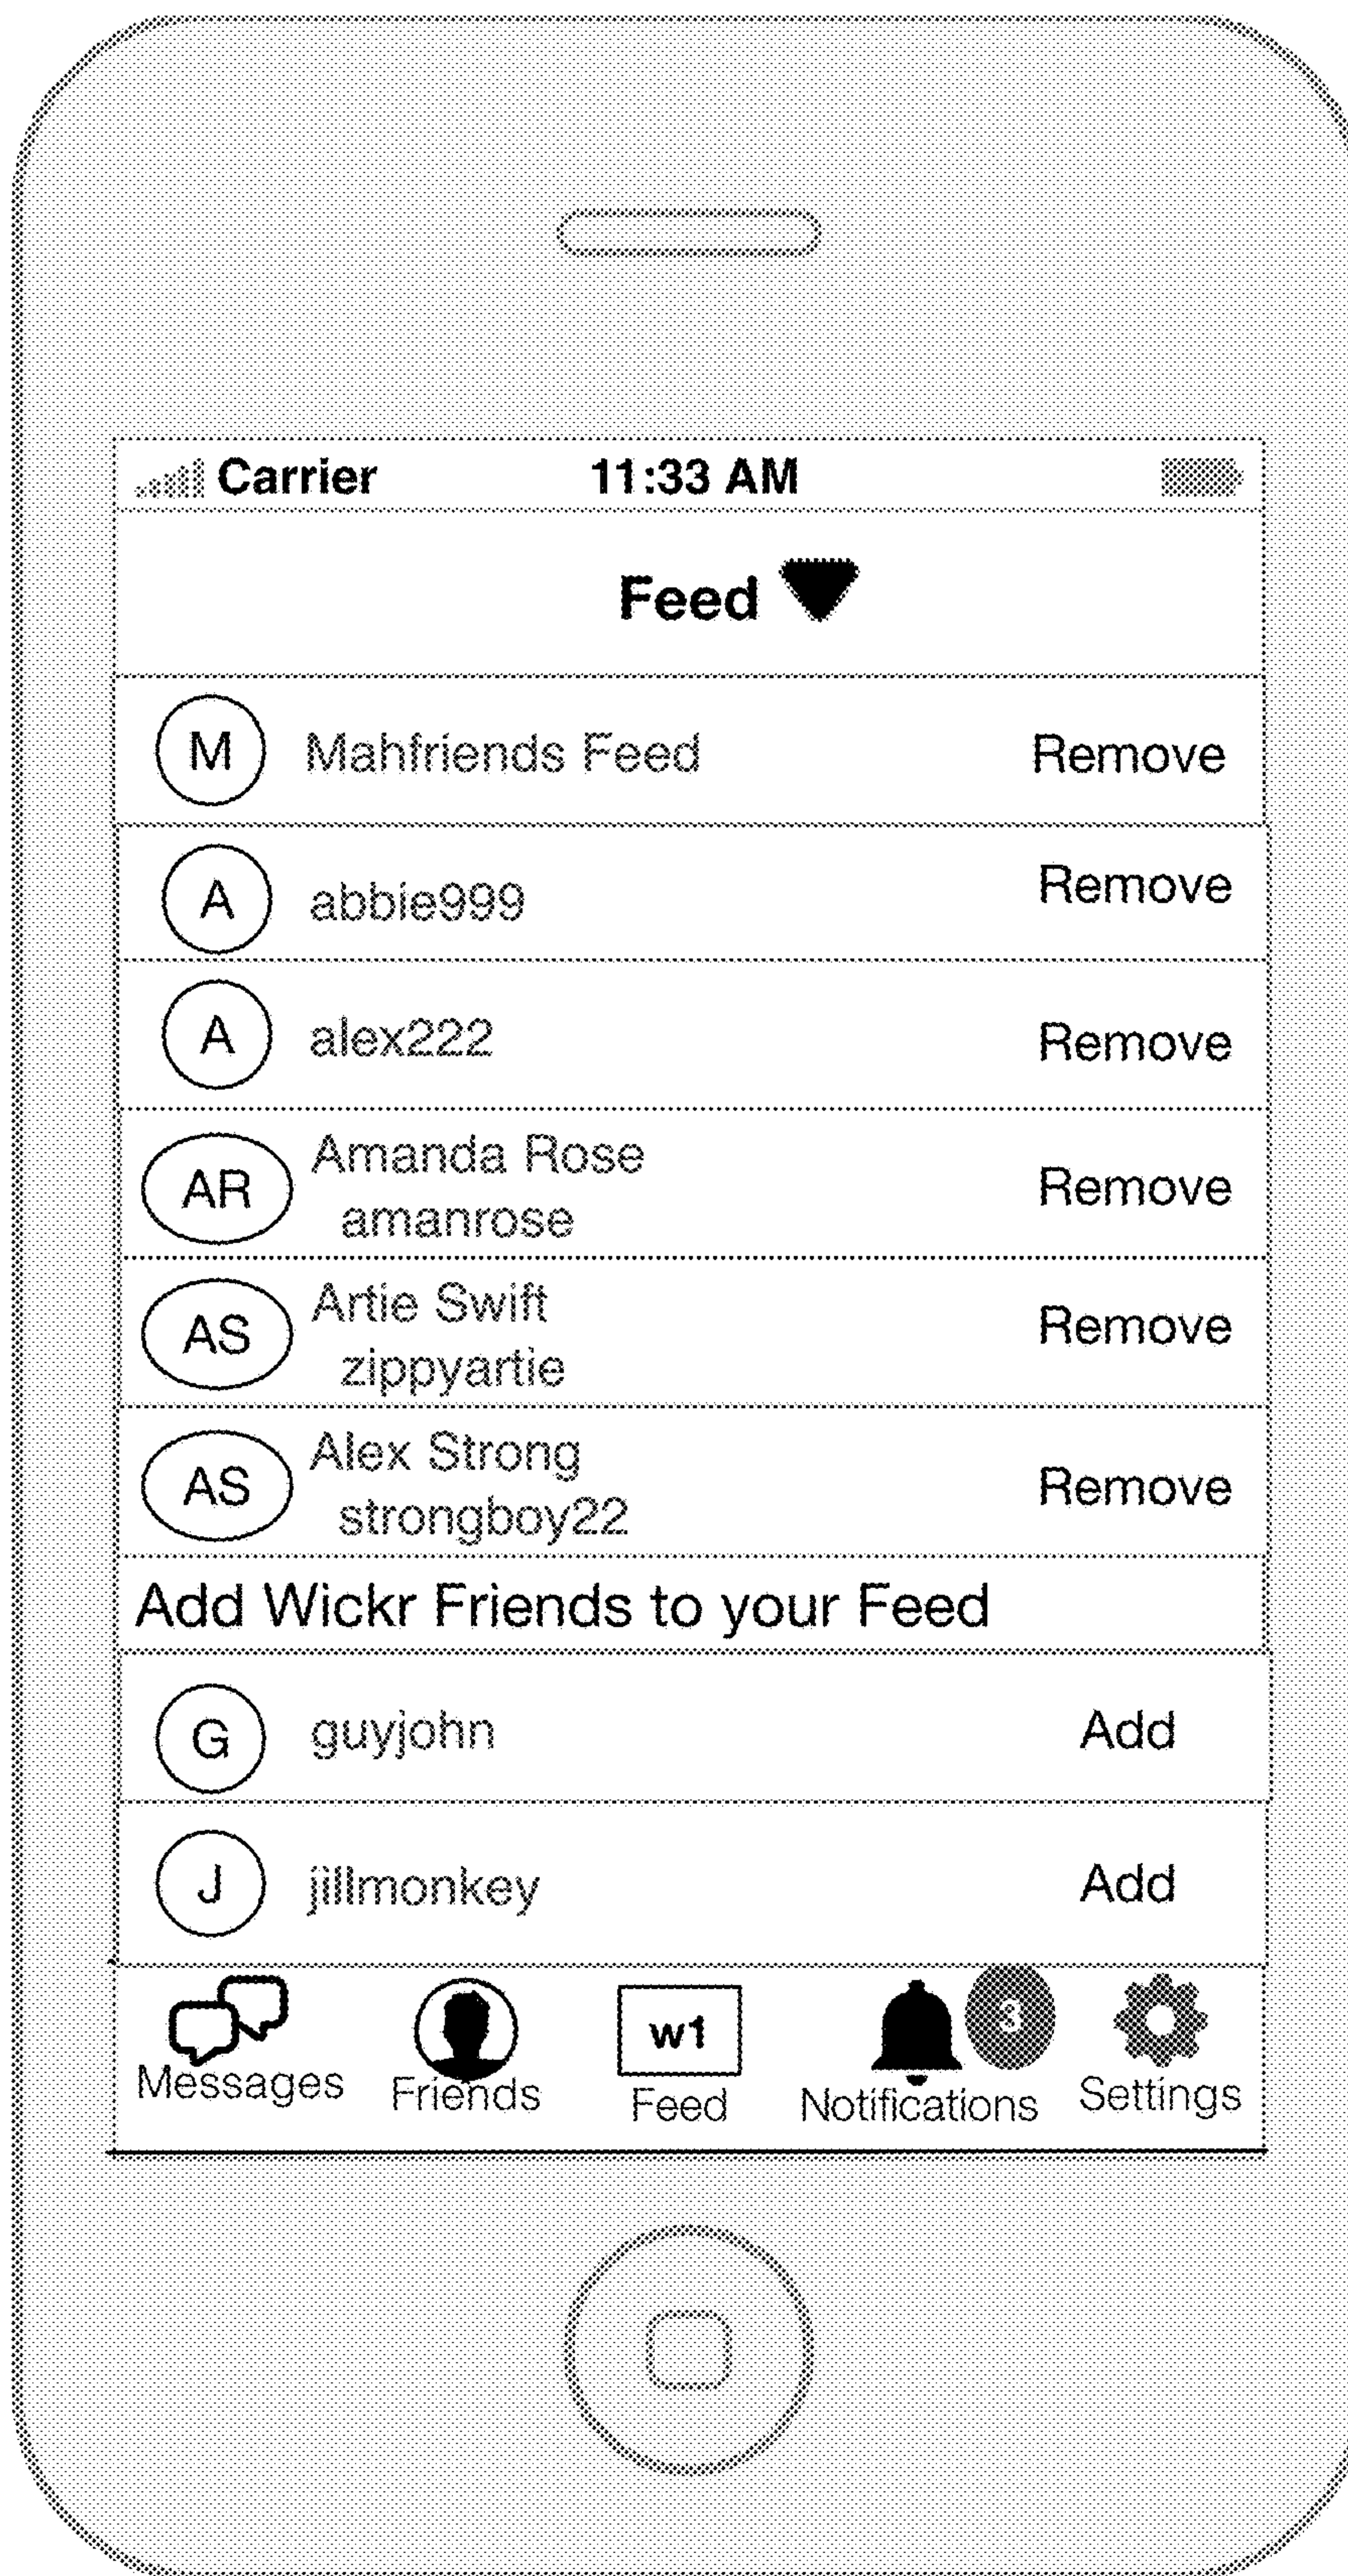 Carrier 11:33 AM
Feed
M Mahfriends Feed Remove
A abbie999 Remove
A alex222 Remove
AR Amanda Rose Remove
amanrose
AS Artie Swift Remove
zippyartie
AS Alex Strong Remove
strongboy22
Add Wickr Friends to your Feed
G guyjohn Add
J jillmonkey Add
w1 3
Messages Friends Feed Notifications Settings